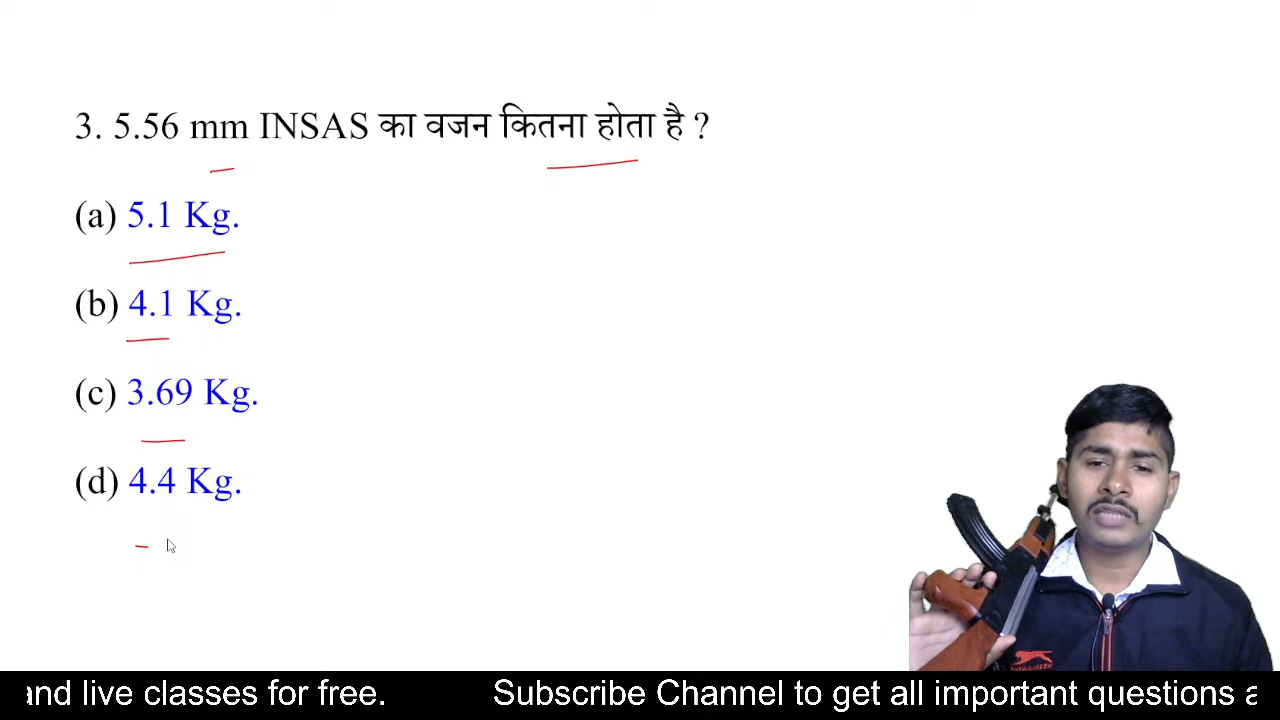 3. 5.56 mm INSAS का वजन कितना होता है ?
(a) 5.1 Kg.
(b) 4.1 Kg.
(c) 3.69 Kg.
(d) 4.4 Kg.
and live classes for free. Subscribe Channel to get all important questions a